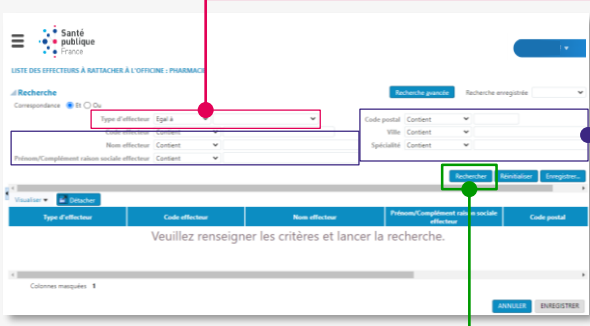 Santé
publique
France
LISTE DES EFFECTEURS À RATTACHER À L'OFFICINE : PHARMACIE
Recherche
Recherche avancée
Recherche enregistrée
Correspondance Et Ou
Type d'effecteur Egal à
Code postal Contient
Code effecteur Contient
Ville Contient
Nom effecteur Contient
Spécialité Contient
Prénom/Complément raison sociale effecteur Contient
Rechercher Réinitialiser Enregistrer...
Visualiser Détacher
Type d'effecteur Code effecteur Nom effecteur Prénom/Complément raison sociale effecteur Code postal
Veuillez renseigner les critères et lancer la recherche.
Colonnes masquées 1
ANNULER ENREGISTRER